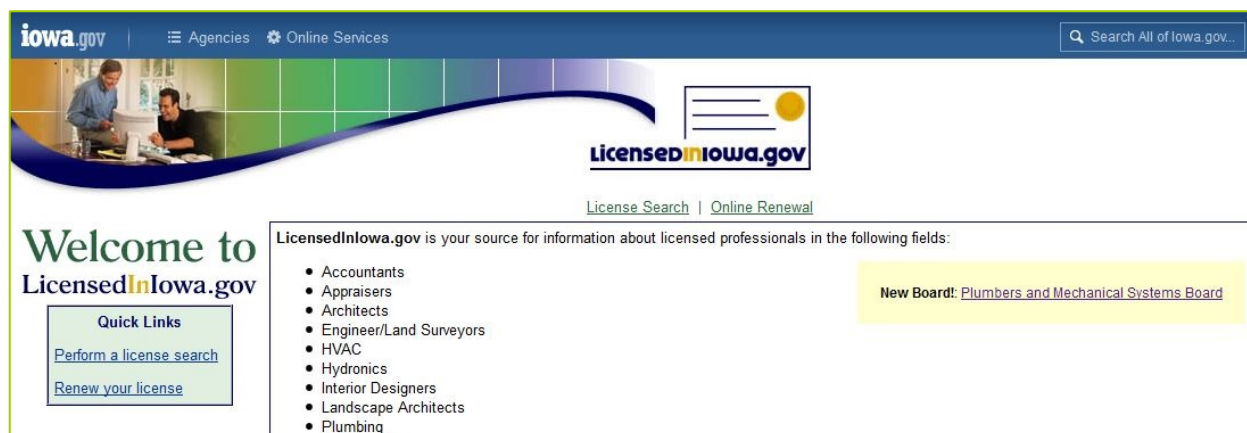 iowa.gov Agencies Online Services Search All of Iowa.gov...
LicensedInIowa.gov
License Search | Online Renewal
Welcome to
LicensedInIowa.gov
Quick Links
Perform a license search
Renew your license
LicensedInIowa.gov is your source for information about licensed professionals in the following fields:
• Accountants
• Appraisers
• Architects
• Engineer/Land Surveyors
• HVAC
• Hydronics
• Interior Designers
• Landscape Architects
• Plumbing
New Board!: Plumbers and Mechanical Systems Board